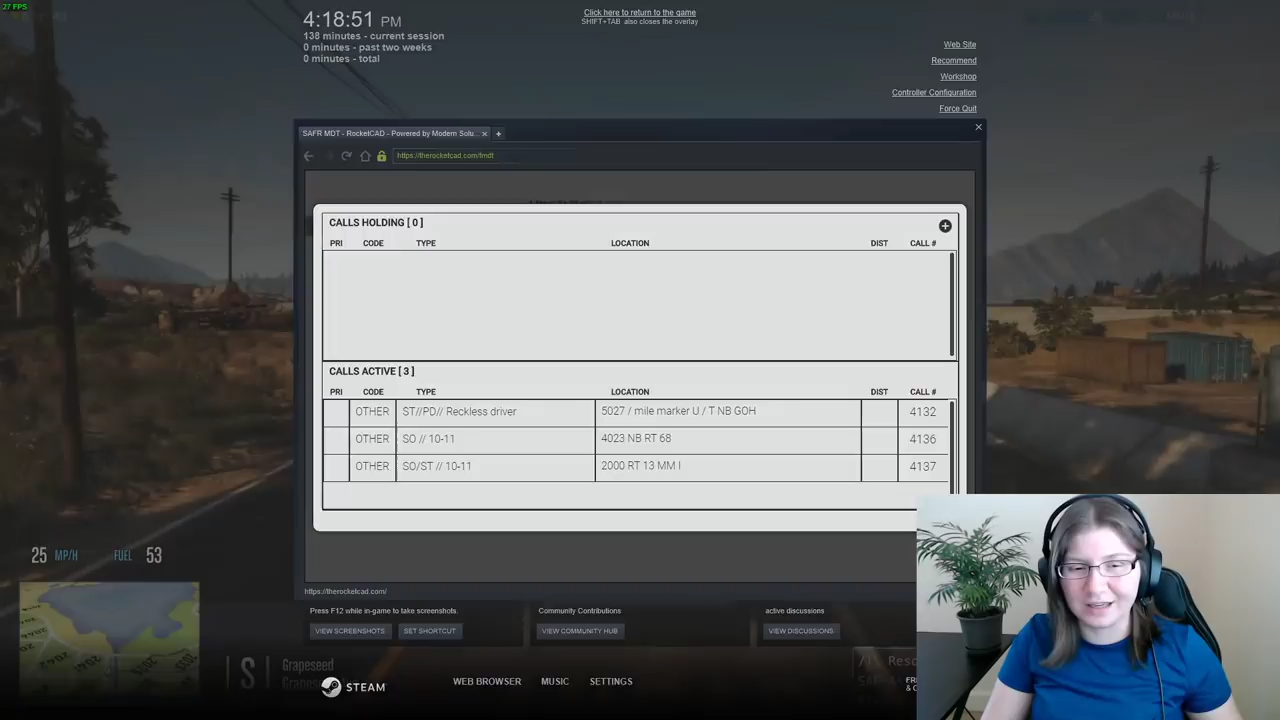 27 FPS
4:18:51 PM
138 minutes - current session
0 minutes - past two weeks
0 minutes - total
Click here to return to the game
SHIFT+TAB also closes the overlay
Web Site
Recommend
Workshop
Controller Configuration
Force Quit
SAFR MDT - RocketCAD - Powered by Modern Solu...
https://therocketcad.com/fmdt
CALLS HOLDING [ 0 ]
PRI CODE TYPE LOCATION DIST CALL #
CALLS ACTIVE [ 3 ]
PRI CODE TYPE LOCATION DIST CALL #
OTHER ST//PD// Reckless driver 5027 / mile marker U / T NB GOH 4132
OTHER SO // 10-11 4023 NB RT 68 4136
OTHER SO/ST // 10-11 2000 RT 13 MM I 4137
https://therocketcad.com/
25 MP/H FUEL 53
Press F12 while in-game to take screenshots.
VIEW SCREENSHOTS SET SHORTCUT
Community Contributions
VIEW COMMUNITY HUB
active discussions
VIEW DISCUSSIONS
S Grapeseed
STEAM
WEB BROWSER MUSIC SETTINGS